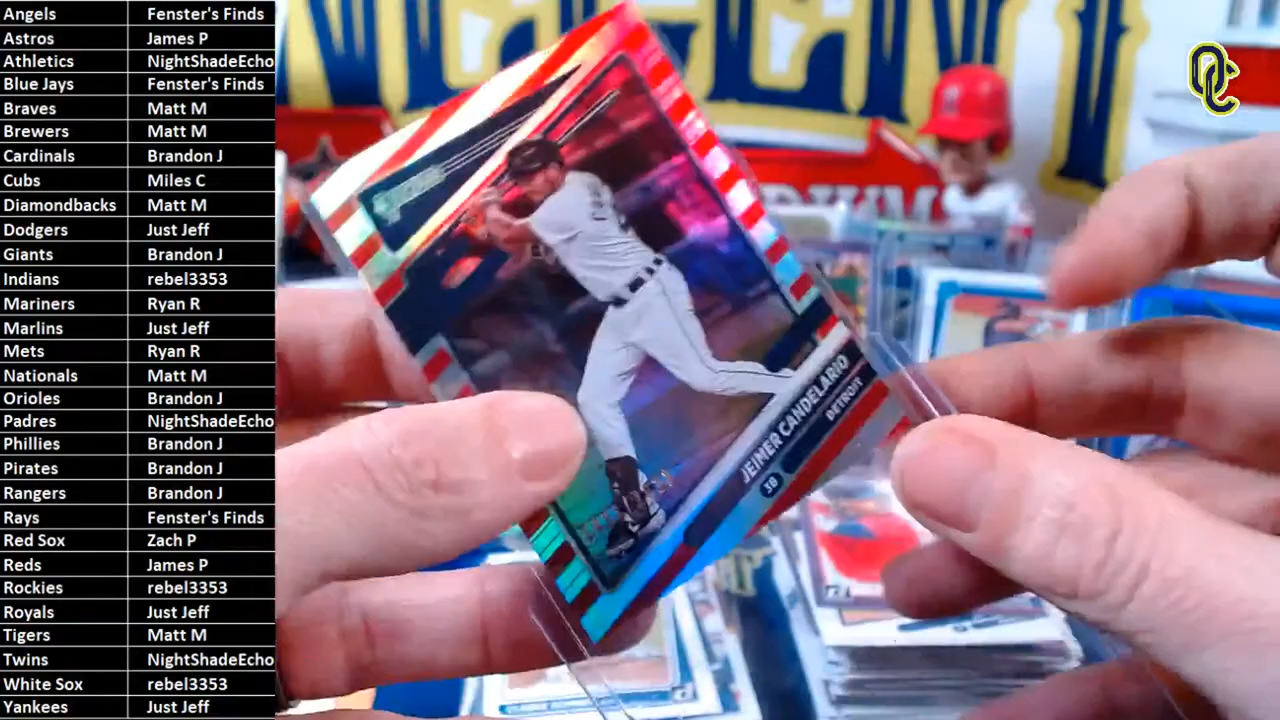 Angels Fenster's Finds
Astros James P
Athletics NightShadeEcho
Blue Jays Fenster's Finds
Braves Matt M
Brewers Matt M
Cardinals Brandon J
Cubs Miles C
Diamondbacks Matt M
Dodgers Just Jeff
Giants Brandon J
Indians rebel3353
Mariners Ryan R
Marlins Just Jeff
Mets Ryan R
Nationals Matt M
Orioles Brandon J
Padres NightShadeEcho
Phillies Brandon J
Pirates Brandon J
Rangers Brandon J
Rays Fenster's Finds
Red Sox Zach P
Reds James P
Rockies rebel3353
Royals Just Jeff
Tigers Matt M
Twins NightShadeEcho
White Sox rebel3353
Yankees Just Jeff
OC
JEIMER CANDELARIO
3B
DETROIT